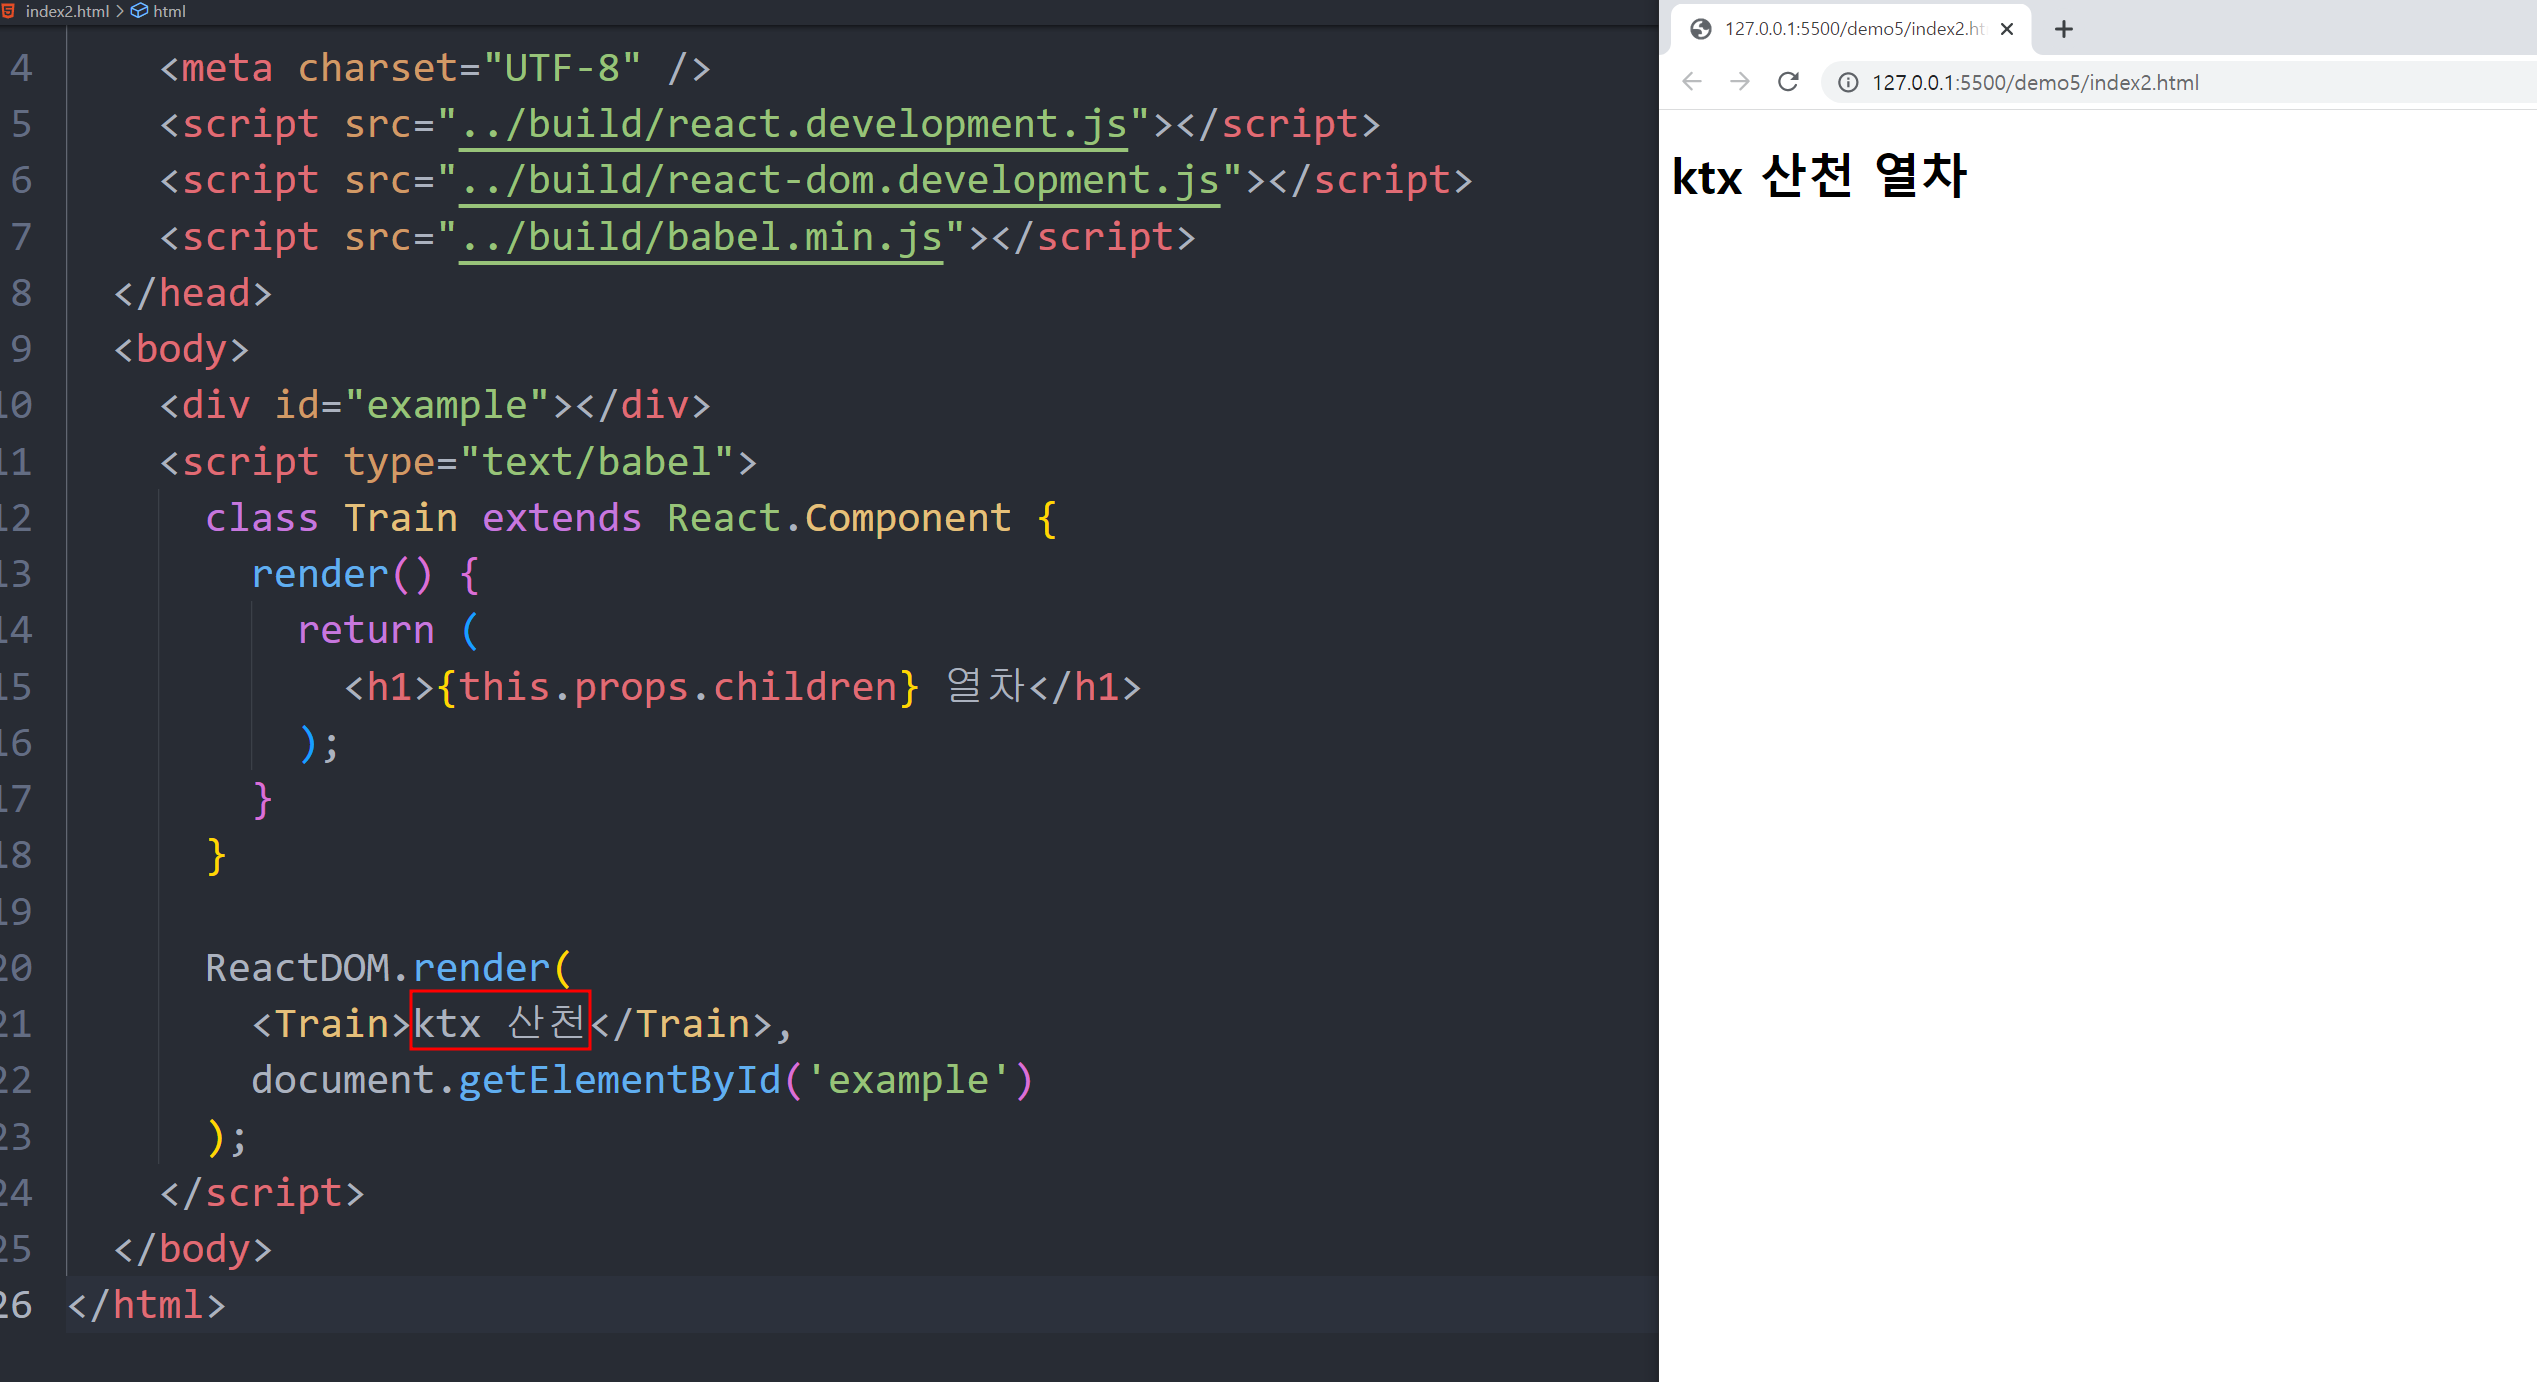 index2.html > html
4 <meta charset="UTF-8" />
5 <script src="../build/react.development.js"></script>
6 <script src="../build/react-dom.development.js"></script>
7 <script src="../build/babel.min.js"></script>
8 </head>
9 <body>
10 <div id="example"></div>
11 <script type="text/babel">
12 class Train extends React.Component {
13 render() {
14 return (
15 <h1>{this.props.children} 열차</h1>
16 );
17 }
18 }
19
20 ReactDOM.render(
21 <Train>ktx 산천</Train>,
22 document.getElementById('example')
23 );
24 </script>
25 </body>
26 </html>
127.0.0.1:5500/demo5/index2.ht
127.0.0.1:5500/demo5/index2.html
ktx 산천 열차